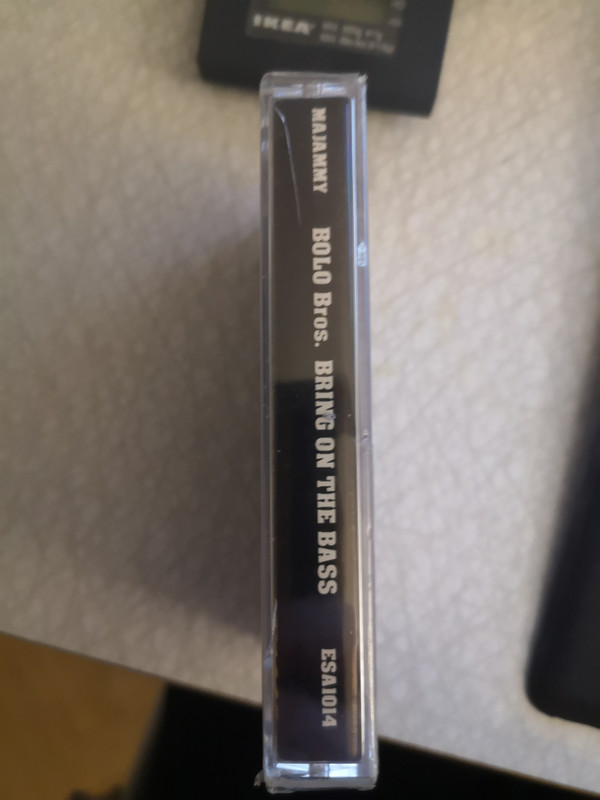 IKEA
MAJAMMY BOLO Bros. BRING ON THE BASS ESA1014